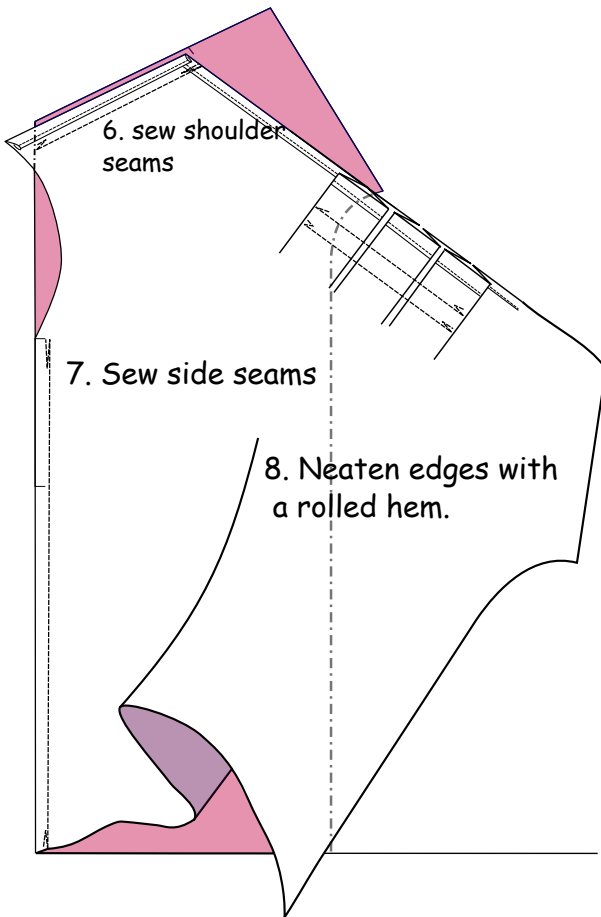 6. sew shoulder
seams
7. Sew side seams
8. Neaten edges with
a rolled hem.